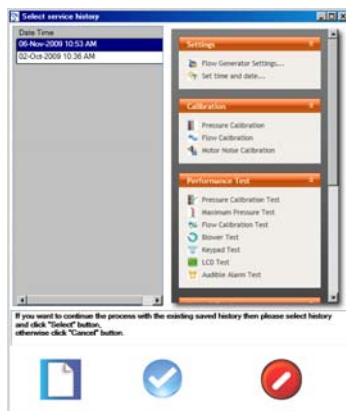 Select service history
Date Time
06-Nov-2009 10:53 AM
02-Oct-2009 10:36 AM
Settings
Flow Generator Settings...
Set time and date...
Calibration
Pressure Calibration
Flow Calibration
Motor Noise Calibration
Performance Test
Pressure Calibration Test
Maximum Pressure Test
Flow Calibration Test
Blower Test
Keypad Test
LCD Test
Audible Alarm Test
If you want to continue the process with the existing saved history then please select history
and click "Select" button,
otherwise click "Cancel" button.